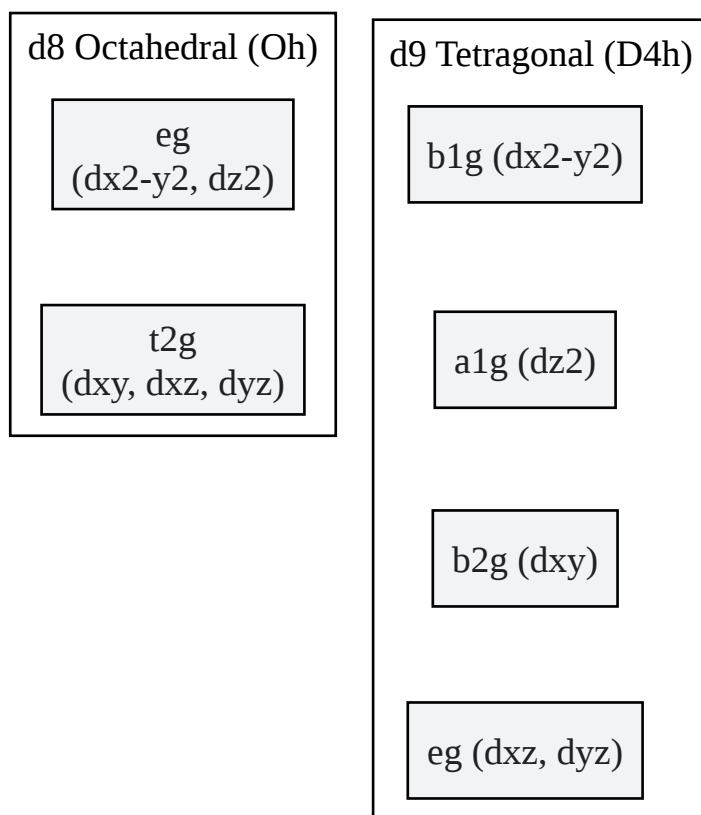 d8 Octahedral (Oh)
eg
(dx2-y2, dz2)
t2g
(dxy, dxz, dyz)
d9 Tetragonal (D4h)
b1g (dx2-y2)
a1g (dz2)
b2g (dxy)
eg (dxz, dyz)